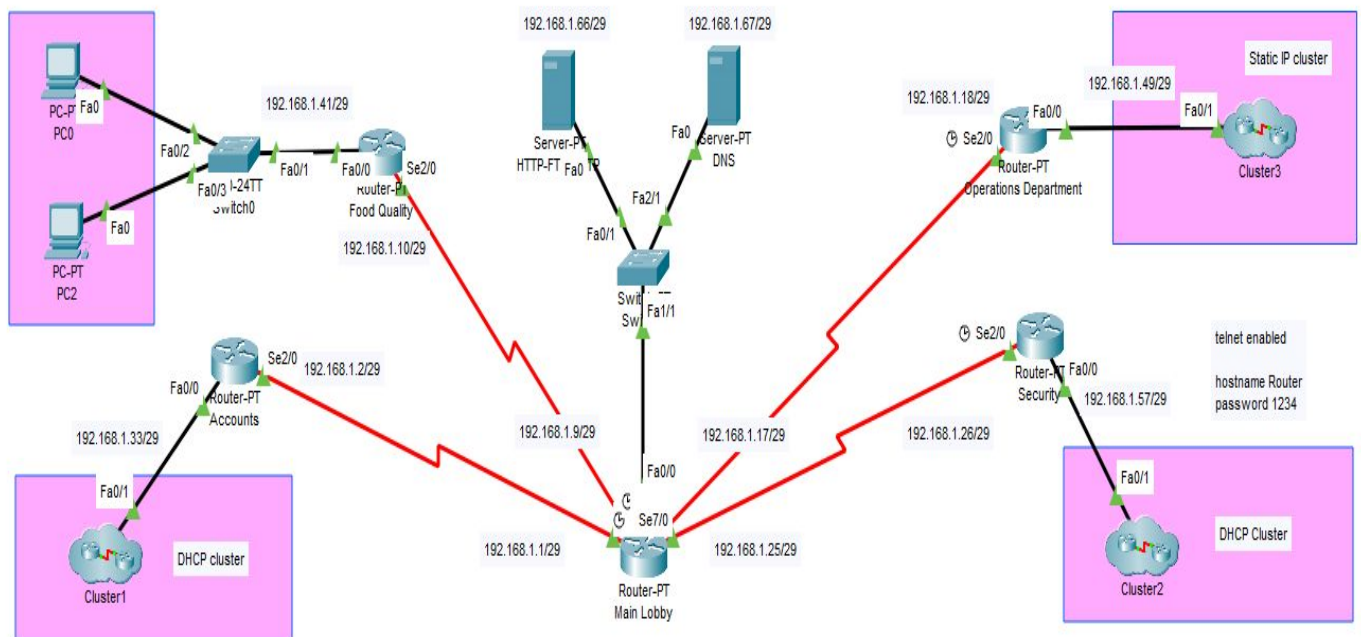 192.168.1.66/29
192.168.1.67/29
Static IP cluster
192.168.1.18/29
192.168.1.49/29
Fa0
PC0
192.168.1.41/29
Fa0/2
Fa0/1
Fa0/0
Se2/0
Fa0/3
Switch0
Food Quality
Fa0
PC-PT
PC2
192.168.1.10/29
HTTP-FT
Fa0
Fa0
Server-PT
DNS
Fa0/1
Fa2/1
Fa1/1
Se2/0
Fa0/0
Fa0/1
Router-PT
Operations Department
Cluster3
Se2/0
192.168.1.2/29
Fa0/0
Router-PT
Accounts
192.168.1.33/29
Fa0/1
Cluster1
DHCP cluster
192.168.1.9/29
192.168.1.17/29
Fa0/0
Se7/0
192.168.1.1/29
192.168.1.25/29
Router-PT
Main Lobby
Se2/0
Router-PT
Security
Fa0/0
192.168.1.26/29
192.168.1.57/29
telnet enabled
hostname Router
password 1234
Fa0/1
Cluster2
DHCP Cluster